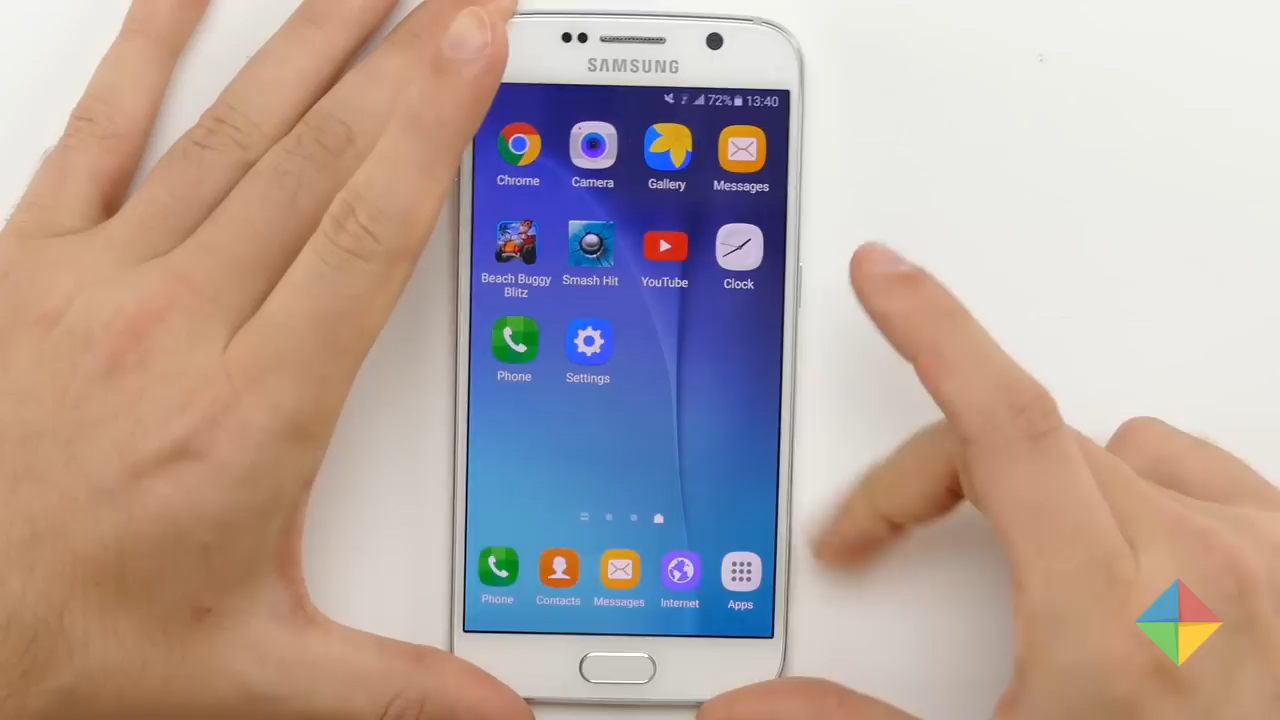 SAMSUNG
72% 13:40
Chrome Camera Gallery Messages
Beach Buggy Blitz
Smash Hit YouTube Clock
Phone Settings
Phone Contacts Messages Internet Apps